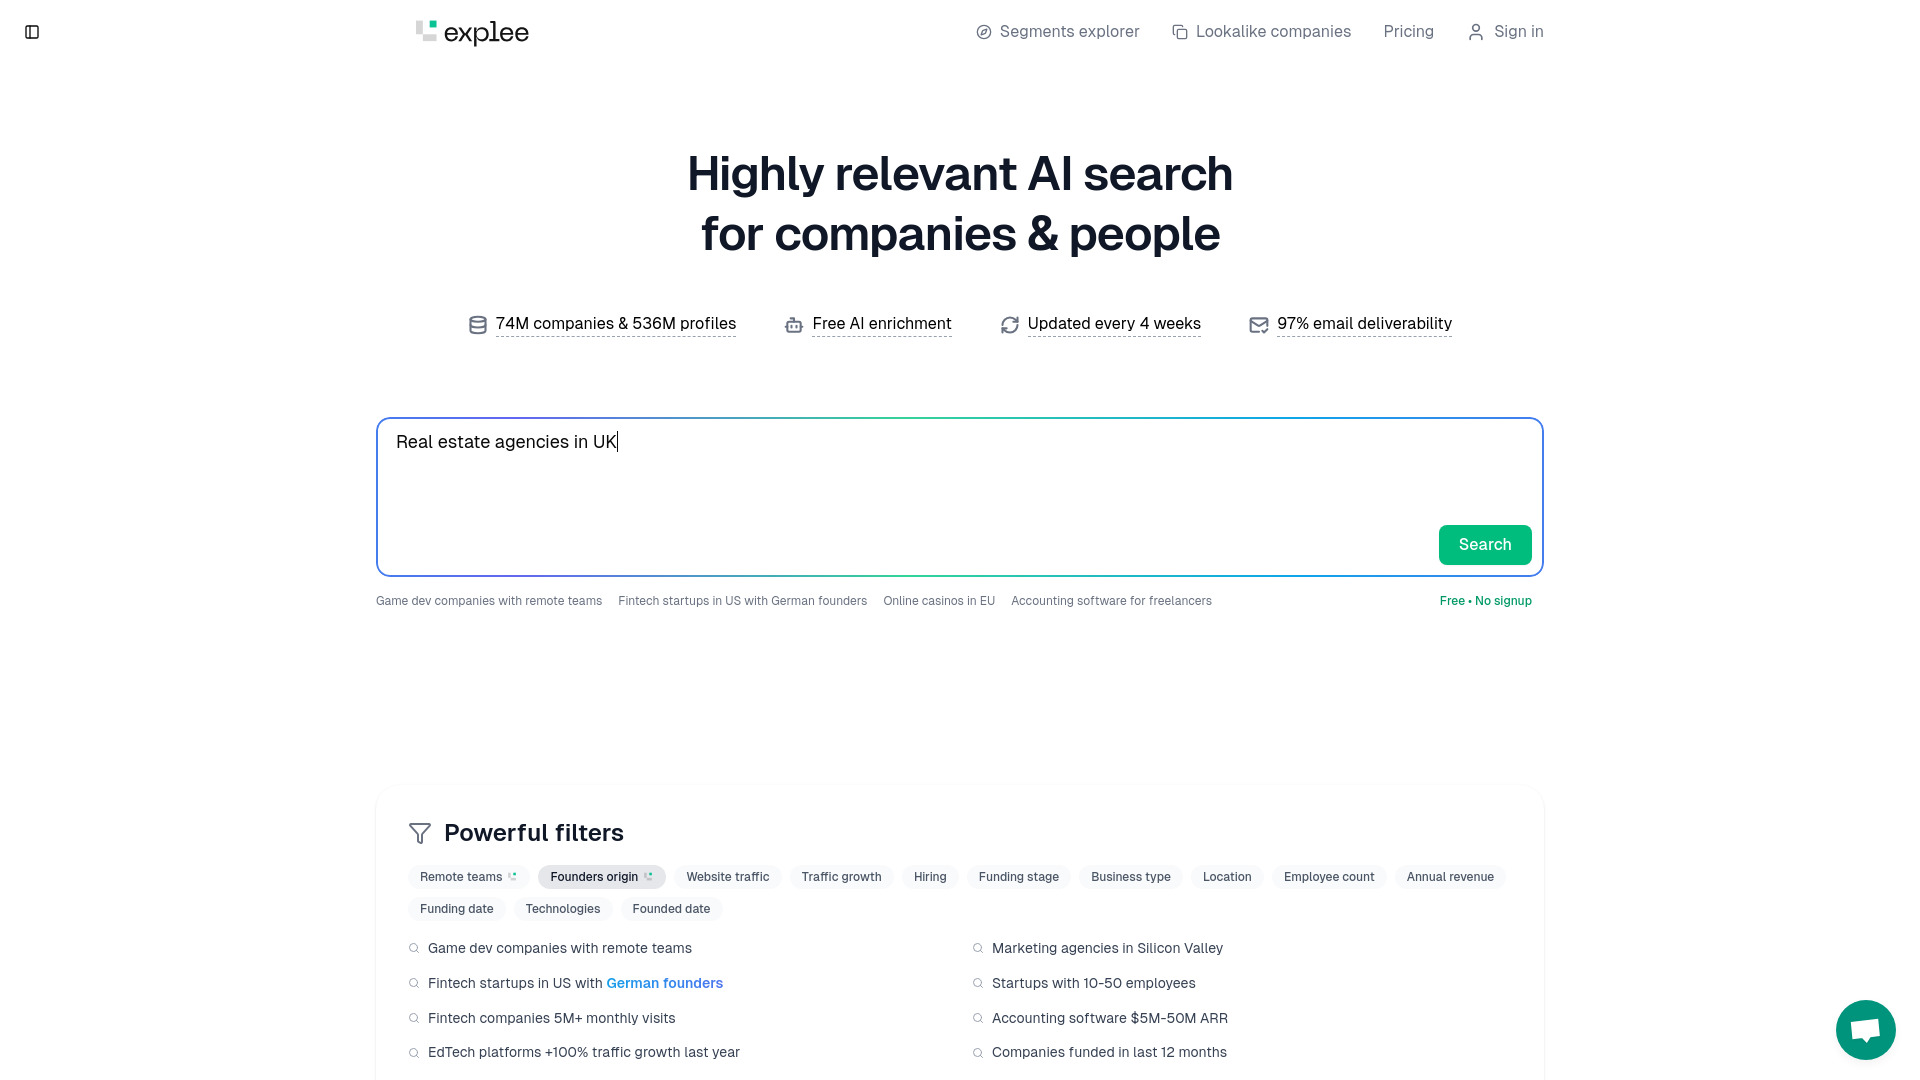 explee
Segments explorer
Lookalike companies
Pricing
Sign in
Highly relevant AI search
for companies & people
74M companies & 536M profiles
Free AI enrichment
Updated every 4 weeks
97% email deliverability
Real estate agencies in UK
Search
Game dev companies with remote teams
Fintech startups in US with German founders
Online casinos in EU
Accounting software for freelancers
Free • No signup
Powerful filters
Remote teams
Founders origin
Website traffic
Traffic growth
Hiring
Funding stage
Business type
Location
Employee count
Annual revenue
Funding date
Technologies
Founded date
Game dev companies with remote teams
Marketing agencies in Silicon Valley
Fintech startups in US with German founders
Startups with 10-50 employees
Fintech companies 5M+ monthly visits
Accounting software $5M-50M ARR
EdTech platforms +100% traffic growth last year
Companies funded in last 12 months